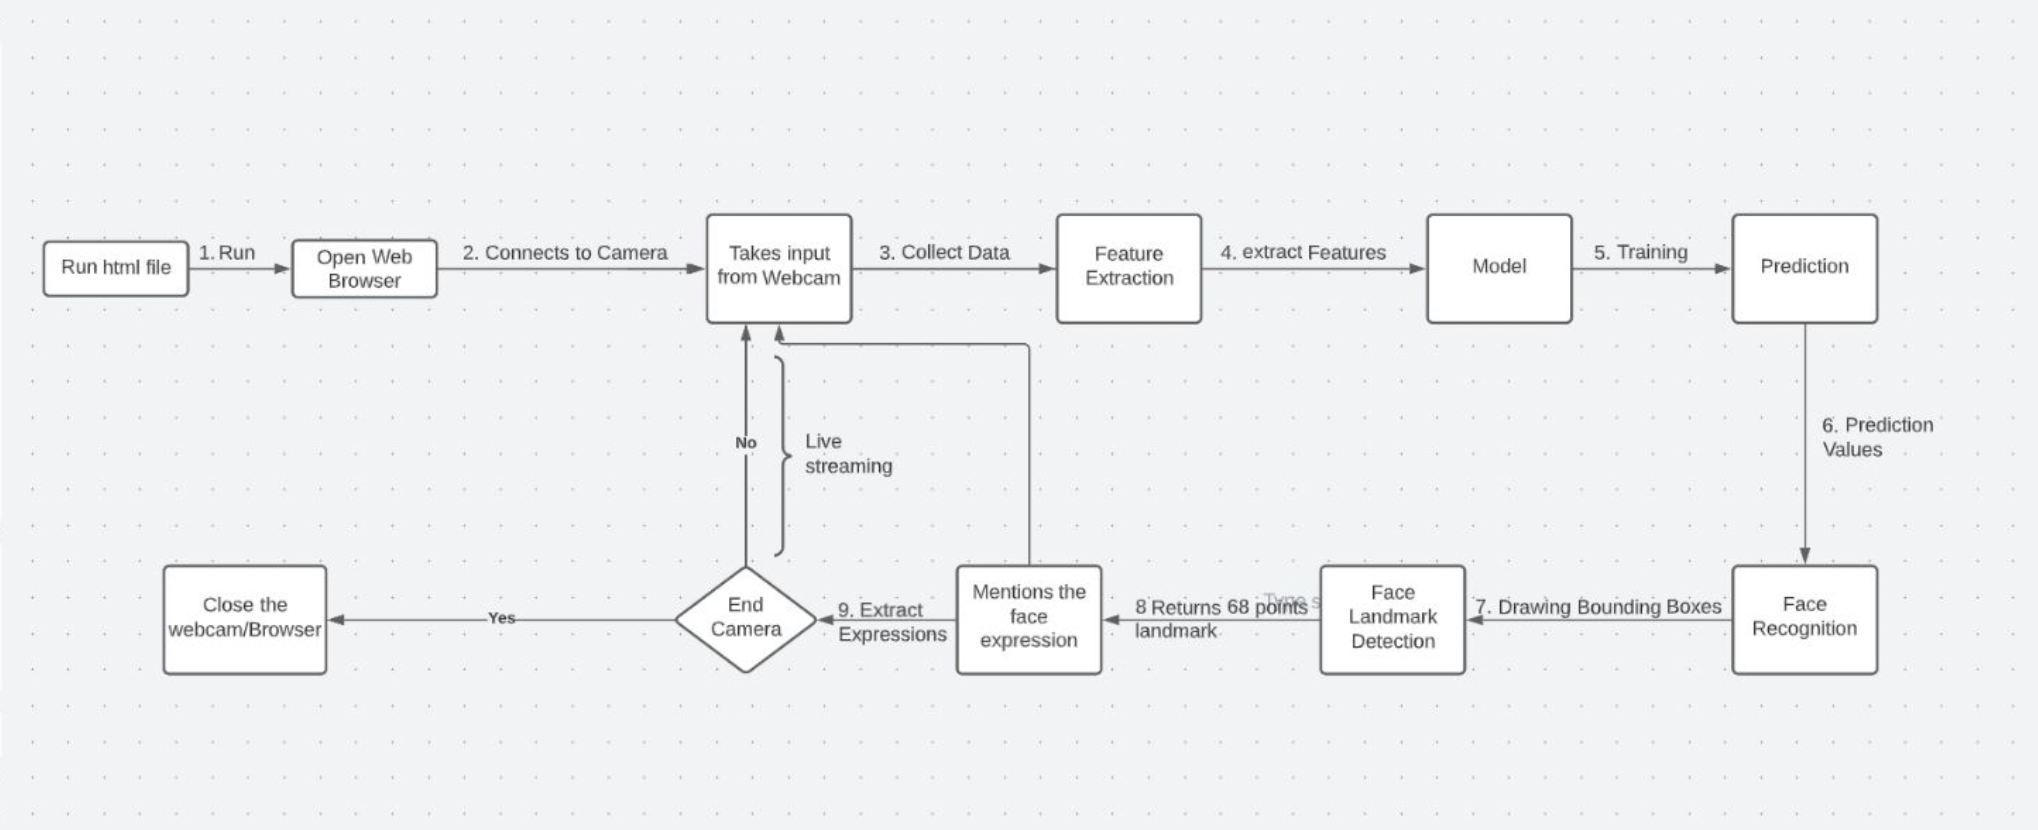 Run html file
1. Run
Open Web
Browser
2. Connects to Camera
Takes input
from Webcam
3. Collect Data
Feature
Extraction
4. extract Features
Model
5. Training
Prediction
6. Prediction
Values
No
Live
streaming
Close the
webcam/Browser
Yes
End
Camera
9. Extract
Expressions
Mentions the
face
expression
8 Returns 68 points
landmark
Face
Landmark
Detection
7. Drawing Bounding Boxes
Face
Recognition